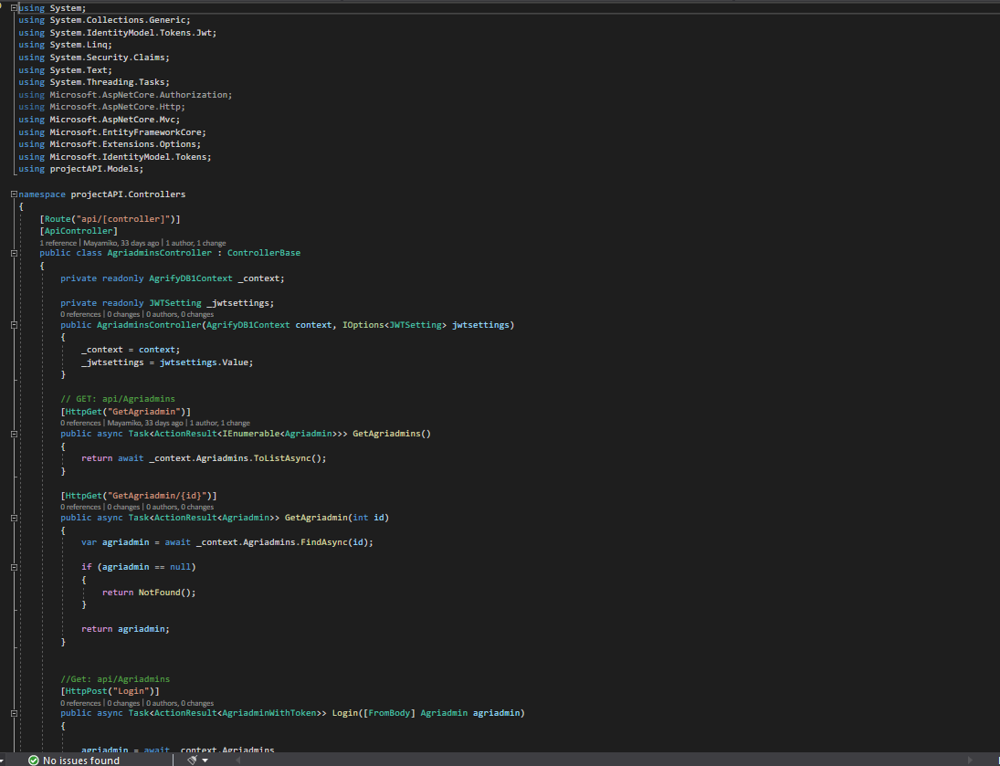 using System;
using System.Collections.Generic;
using System.IdentityModel.Tokens.Jwt;
using System.Linq;
using System.Security.Claims;
using System.Text;
using System.Threading.Tasks;
using Microsoft.AspNetCore.Authorization;
using Microsoft.AspNetCore.Http;
using Microsoft.AspNetCore.Mvc;
using Microsoft.EntityFrameworkCore;
using Microsoft.Extensions.Options;
using Microsoft.IdentityModel.Tokens;
using projectAPI.Models;
namespace projectAPI.Controllers
{
[Route("api/[controller]")]
[ApiController]
1 reference | Mayamiko, 33 days ago | 1 author, 1 change
public class AgriadminsController : ControllerBase
{
private readonly AgrifyDB1Context _context;
private readonly JWTSetting _jwtsettings;
0 references | 0 changes | 0 authors, 0 changes
public AgriadminsController(AgrifyDB1Context context, IOptions<JWTSetting> jwtsettings)
{
_context = context;
_jwtsettings = jwtsettings.Value;
}
// GET: api/Agriadmins
[HttpGet("GetAgriadmin")]
0 references | Mayamiko, 33 days ago | 1 author, 1 change
public async Task<ActionResult<IEnumerable<Agriadmin>>> GetAgriadmins()
{
return await _context.Agriadmins.ToListAsync();
}
[HttpGet("GetAgriadmin/{id}")]
0 references | 0 changes | 0 authors, 0 changes
public async Task<ActionResult<Agriadmin>> GetAgriadmin(int id)
{
var agriadmin = await _context.Agriadmins.FindAsync(id);
if (agriadmin == null)
{
return NotFound();
}
return agriadmin;
}
//Get: api/Agriadmins
[HttpPost("Login")]
0 references | 0 changes | 0 authors, 0 changes
public async Task<ActionResult<AgriadminWithToken>> Login([FromBody] Agriadmin agriadmin)
{
agriadmin = await _context.Agriadmins
No issues found